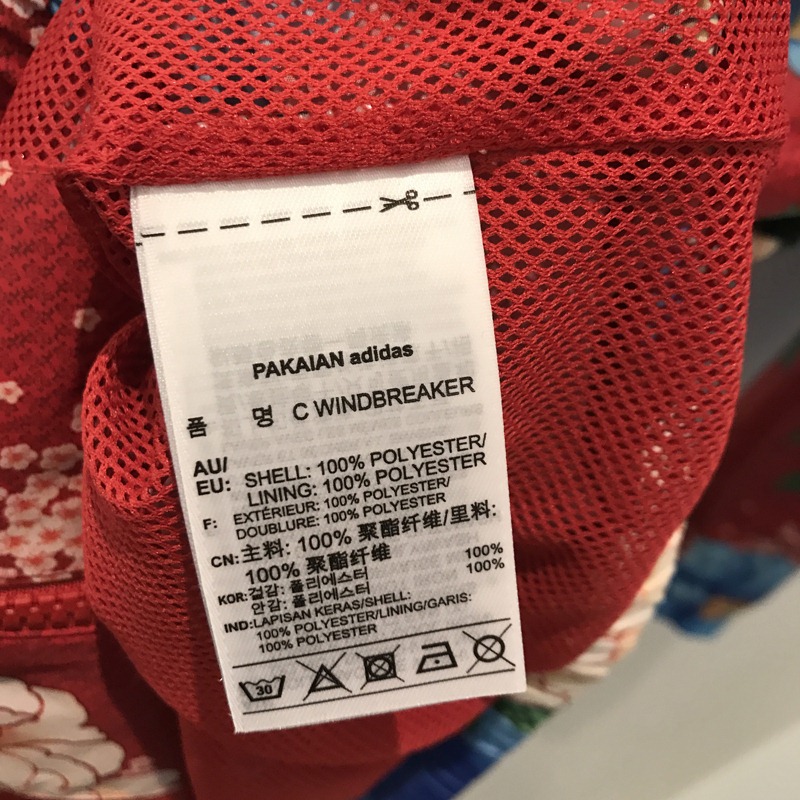 PAKAIAN adidas
품 명 C WINDBREAKER
AU/
EU: SHELL: 100% POLYESTER/
LINING: 100% POLYESTER
F: EXTÉRIEUR: 100% POLYESTER/
DOUBLURE: 100% POLYESTER
CN: 主料: 100% 聚酯纤维/里料:
100% 聚酯纤维
KOR: 겉감: 폴리에스터 100%
안감: 폴리에스터 100%
IND: LAPISAN KERAS/SHELL:
100% POLYESTER/LINING/GARIS:
100% POLYESTER
30